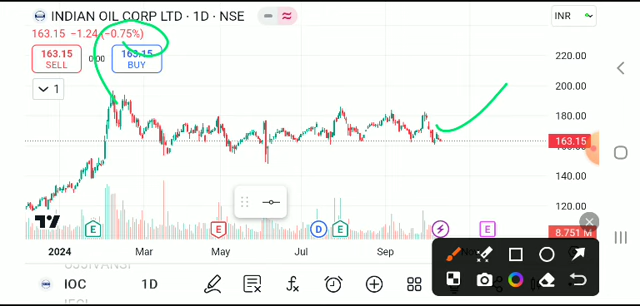 INDIAN OIL CORP LTD · 1D · NSE
INR
163.15 −1.24 (−0.75%)
163.15
SELL
0.00
163.15
BUY
1
220.00
200.00
180.00
163.15
160.00
140.00
120.00
8.751 M
E
E
D
E
E
2024
Mar
May
Jul
Sep
IOC
1D